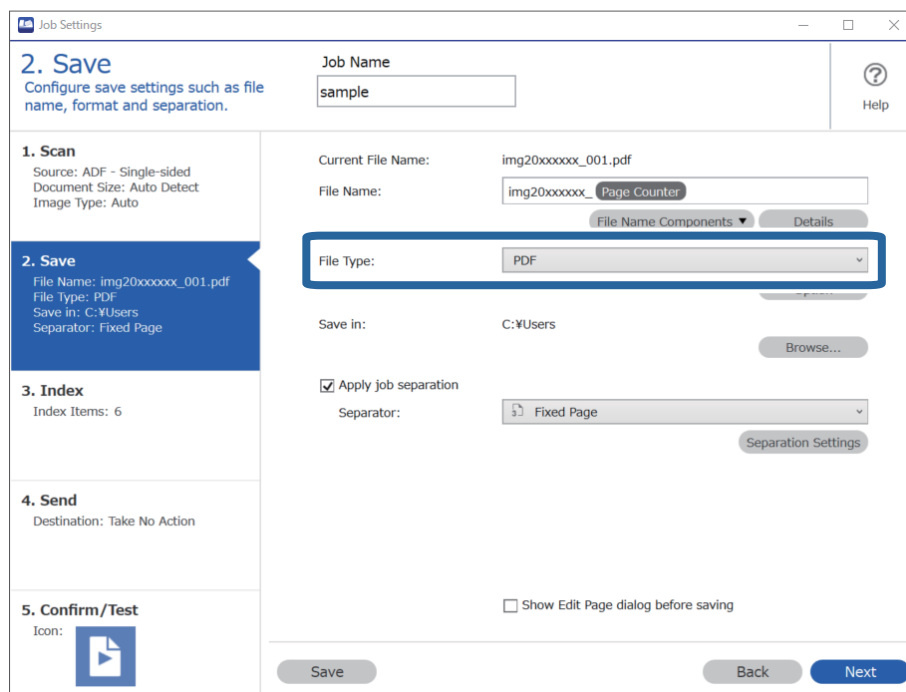 Job Settings
2. Save
Configure save settings such as file
name, format and separation.
Job Name
sample
Help
1. Scan
Source: ADF - Single-sided
Document Size: Auto Detect
Image Type: Auto
2. Save
File Name: img20xxxxxx_001.pdf
File Type: PDF
Save in: C:¥Users
Separator: Fixed Page
3. Index
Index Items: 6
4. Send
Destination: Take No Action
5. Confirm/Test
Icon:
Current File Name: img20xxxxxx_001.pdf
File Name: img20xxxxxx_ Page Counter
File Name Components ▼ Details
File Type: PDF
Save in: C:¥Users
Browse...
Apply job separation
Separator: Fixed Page
Separation Settings
Show Edit Page dialog before saving
Save Back Next